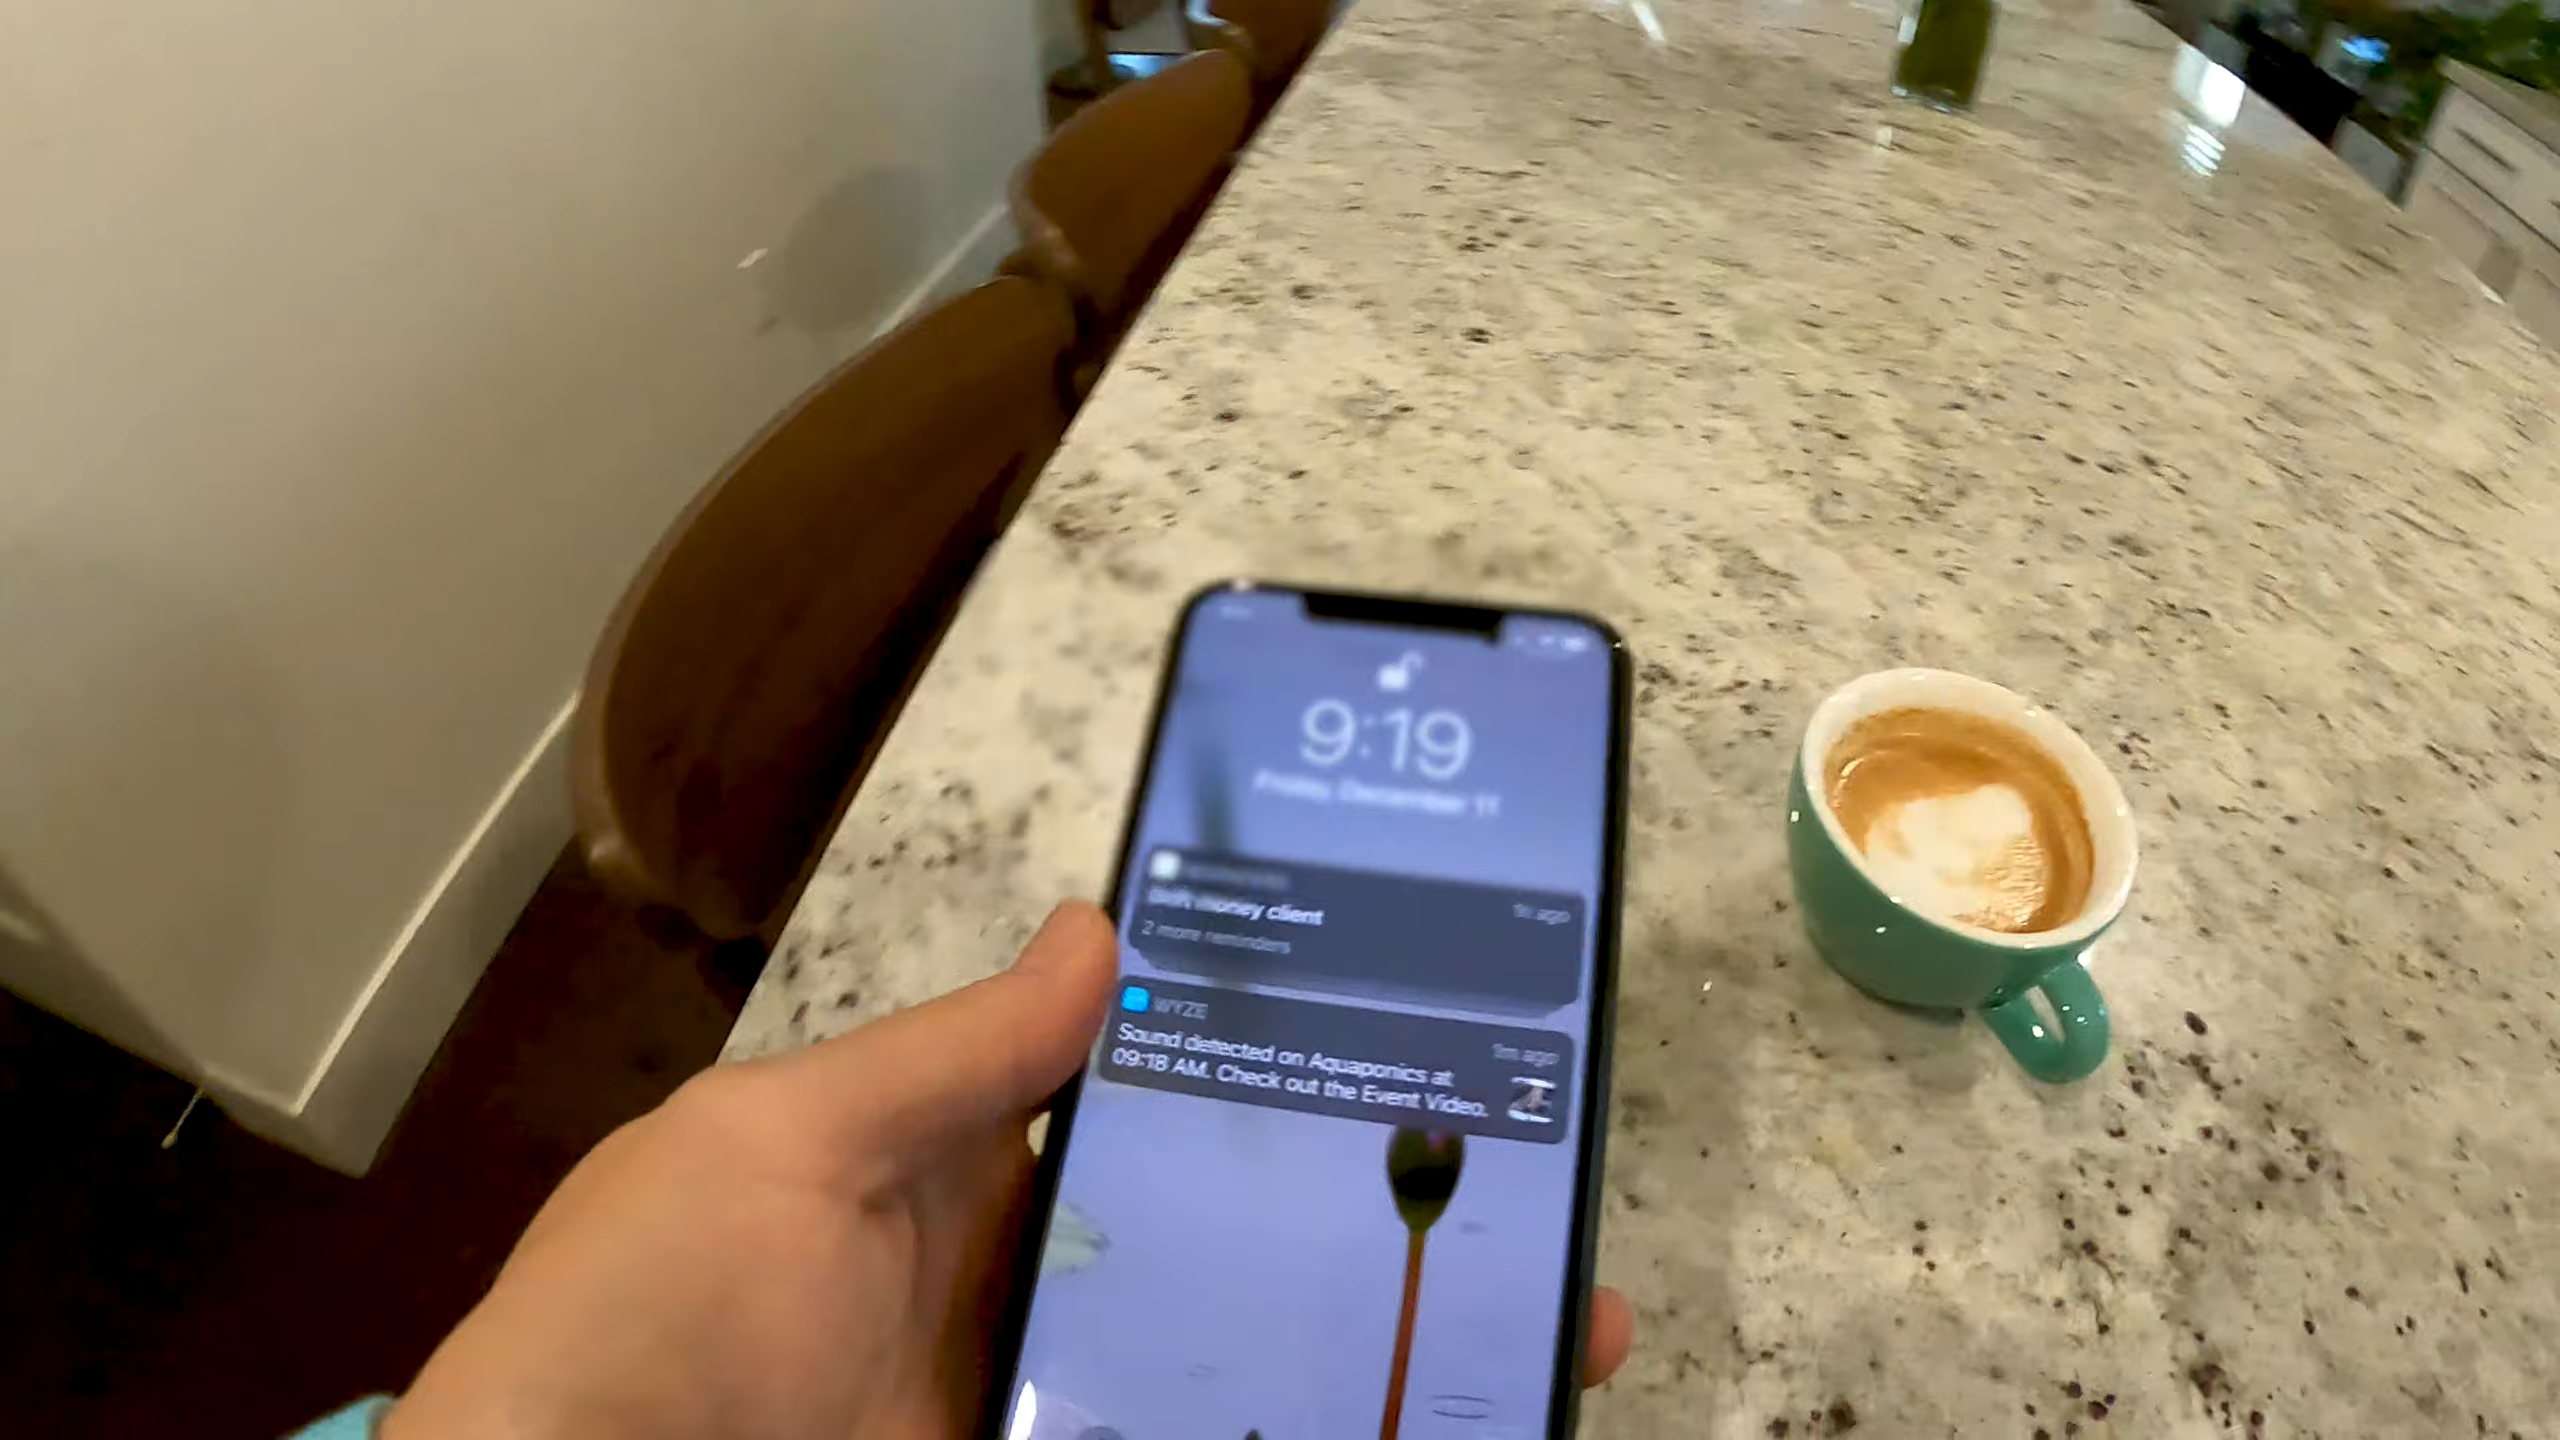 9:19
Friday, December 11
money client
1h ago
2 more reminders
WYZE
1m ago
Sound detected on Aquaponics at
09:18 AM. Check out the Event Video.